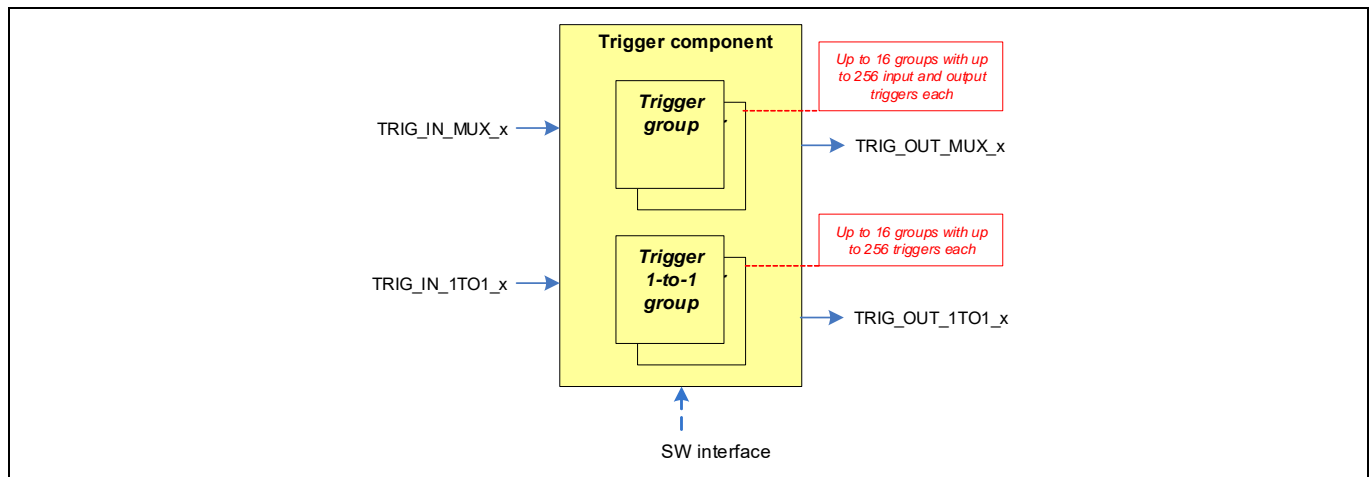 Trigger component
Up to 16 groups with up
to 256 input and output
triggers each
Trigger
group
TRIG_IN_MUX_x
TRIG_OUT_MUX_x
Up to 16 groups with up
to 256 triggers each
Trigger
1-to-1
group
TRIG_IN_1TO1_x
TRIG_OUT_1TO1_x
SW interface